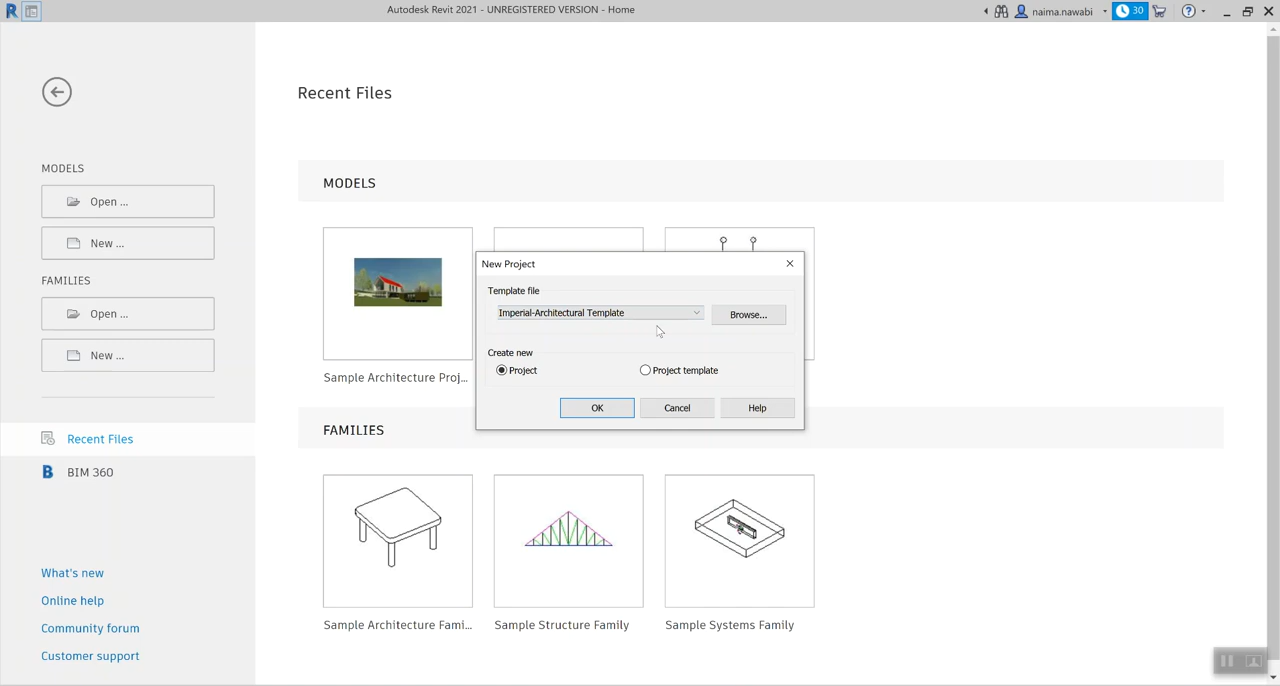 Autodesk Revit 2021 - UNREGISTERED VERSION - Home
naima.nawabi
30
Recent Files
MODELS
Open ...
New ...
FAMILIES
Open ...
New ...
Recent Files
BIM 360
What's new
Online help
Community forum
Customer support
MODELS
Sample Architecture Proj...
New Project
Template file
Imperial-Architectural Template
Browse...
Create new
Project
Project template
OK
Cancel
Help
FAMILIES
Sample Architecture Fami...
Sample Structure Family
Sample Systems Family